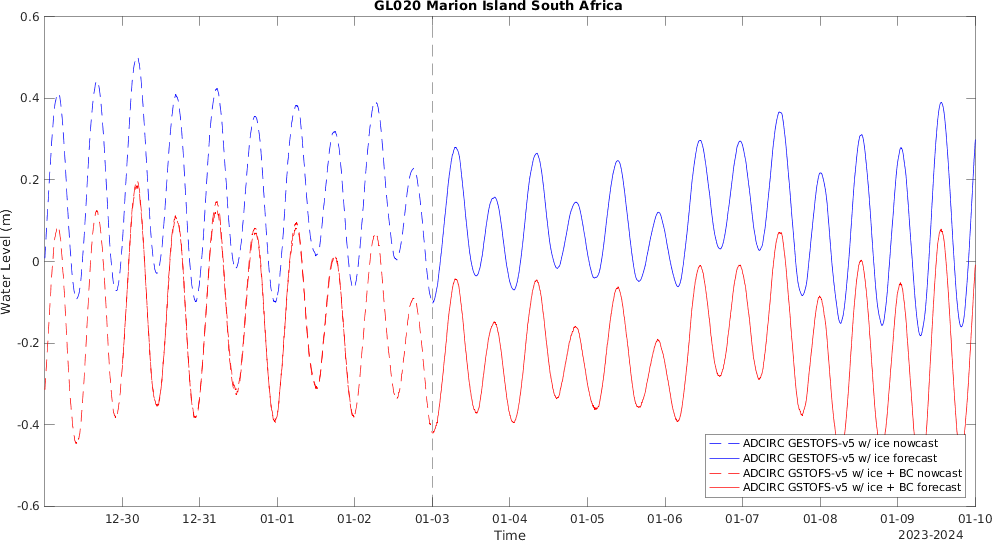 GL020 Marion Island South Africa
0.6
0.4
0.2
0
-0.2
-0.4
-0.6
Water Level (m)
ADCIRC GESTOFS-v5 w/ ice nowcast
ADCIRC GESTOFS-v5 w/ ice forecast
ADCIRC GSTOFS-v5 w/ ice + BC nowcast
ADCIRC GSTOFS-v5 w/ ice + BC forecast
12-30 12-31 01-01 01-02 01-03 01-04 01-05 01-06 01-07 01-08 01-09 01-10
Time
2023-2024